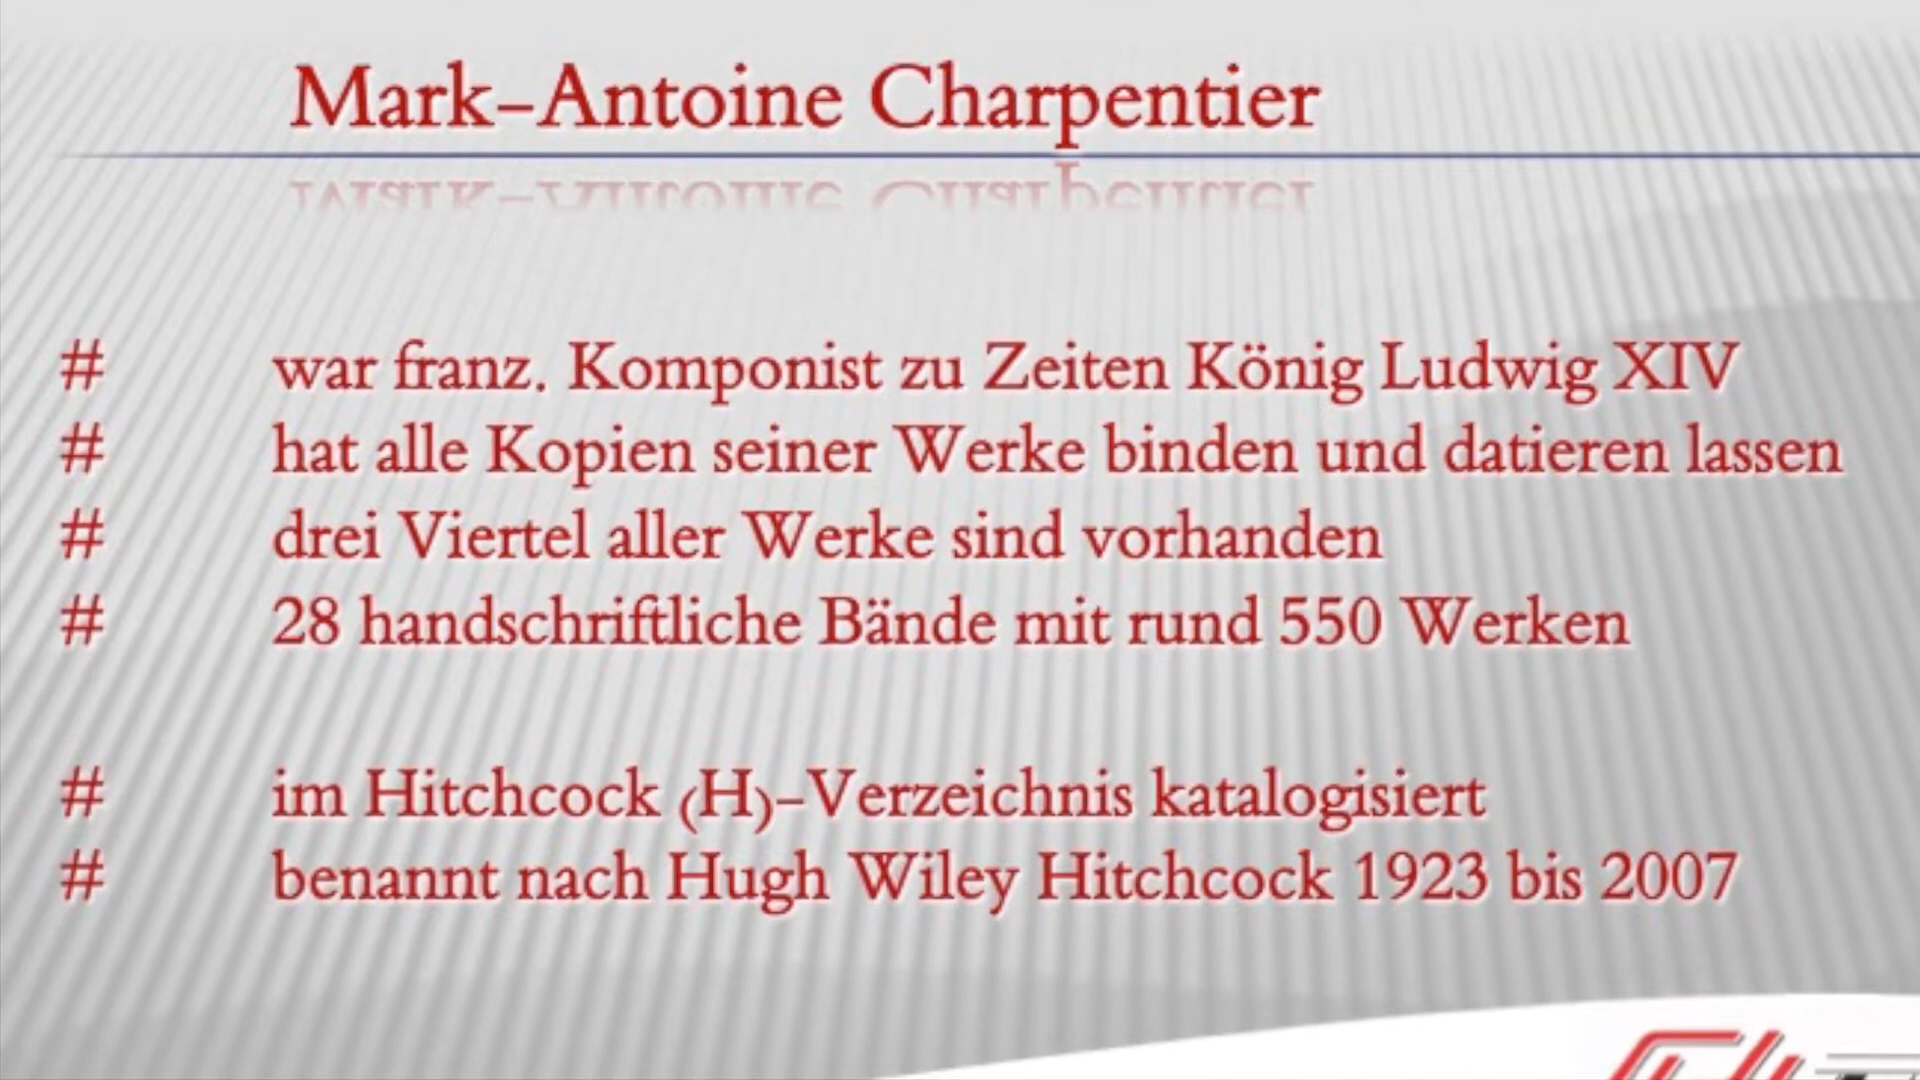 Mark-Antoine Charpentier
# war franz. Komponist zu Zeiten König Ludwig XIV
# hat alle Kopien seiner Werke binden und datieren lassen
# drei Viertel aller Werke sind vorhanden
# 28 handschriftliche Bände mit rund 550 Werken
# im Hitchcock (H)-Verzeichnis katalogisiert
# benannt nach Hugh Wiley Hitchcock 1923 bis 2007